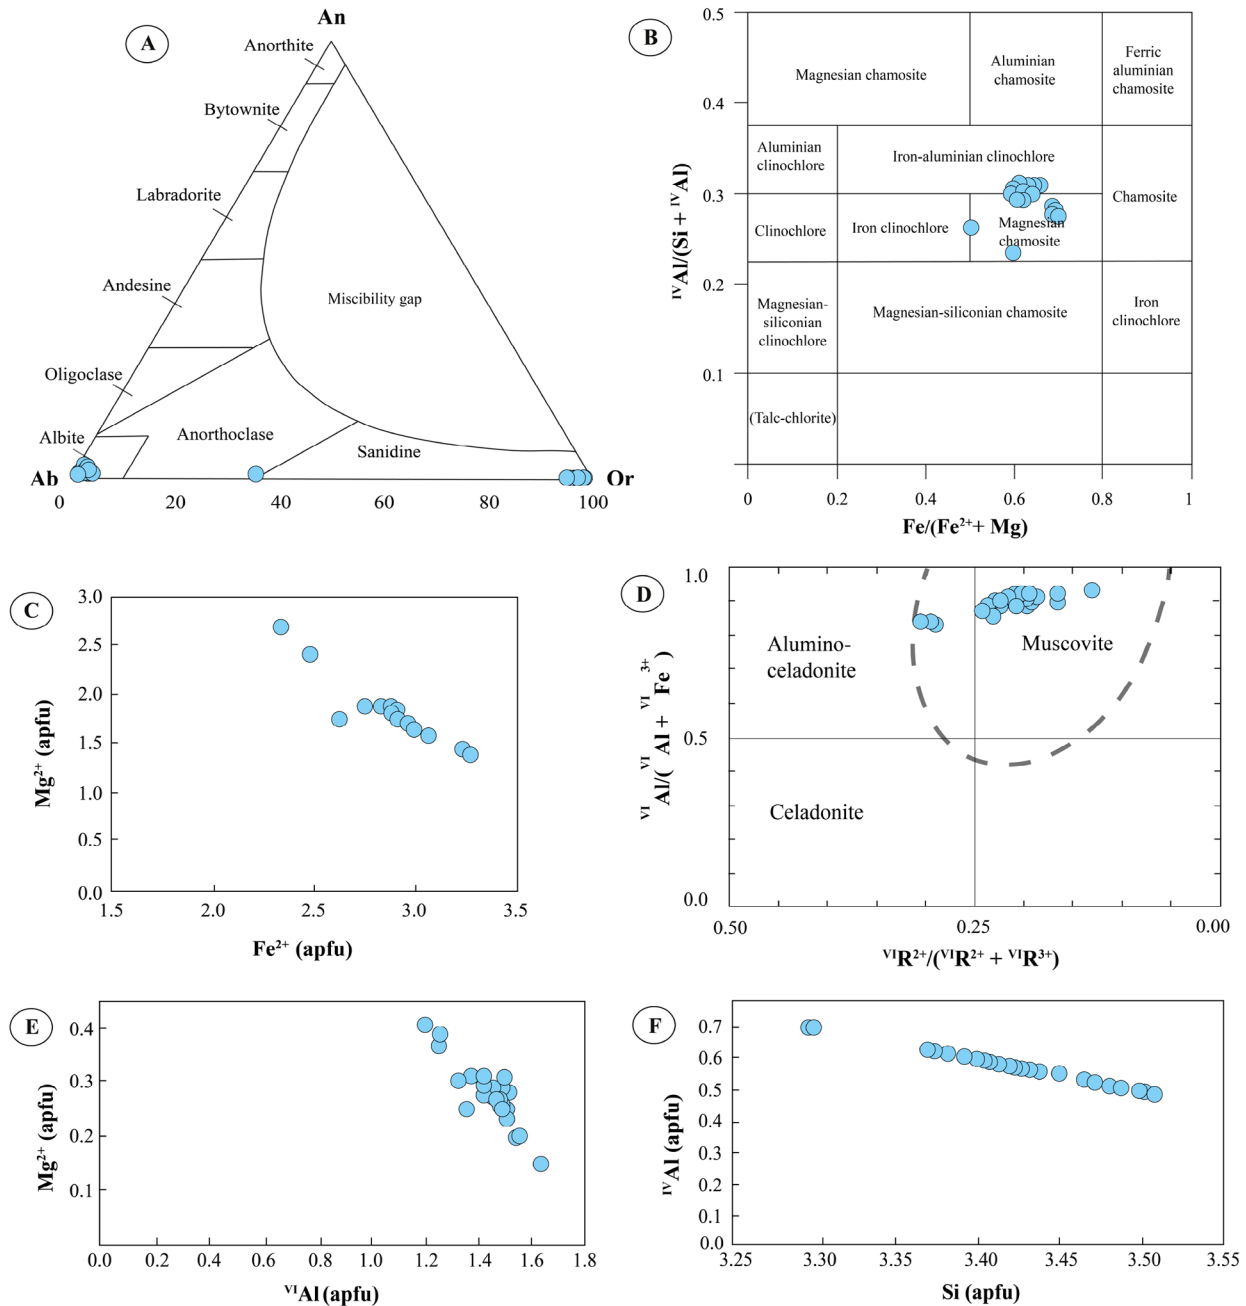 A
An
Anorthite
Bytownite
Labradorite
Andesine
Oligoclase
Albite
Miscibility gap
Anorthoclase
Sanidine
Ab
Or
0
20
40
60
80
100
B
0.5
0.4
0.3
0.2
0.1
Magnesian chamosite
Aluminian
chamosite
Ferric
aluminian
chamosite
Aluminian
clinochlore
Iron-aluminian clinochlore
Chamosite
Clinochlore
Iron clinochlore
Magnesian
chamosite
Magnesian-
siliconian
clinochlore
Magnesian-siliconian chamosite
Iron
clinochlore
(Talc-chlorite)
ᴵⱽAl/(Si + ᴵⱽAl)
0
0.2
0.4
0.6
0.8
1
Fe/(Fe²⁺+ Mg)
C
3.0
2.5
2.0
1.5
1.0
0.5
0.0
Mg²⁺ (apfu)
1.5
2.0
2.5
3.0
3.5
Fe²⁺ (apfu)
D
1.0
0.5
0.0
Alumino-
celadonite
Muscovite
Celadonite
ⱽᴵAl/(ⱽᴵAl + ⱽᴵFe³⁺)
0.50
0.25
0.00
ⱽᴵR²⁺/(ⱽᴵR²⁺ + ⱽᴵR³⁺)
E
0.4
0.3
0.2
0.1
Mg²⁺ (apfu)
0.0
0.2
0.4
0.6
0.8
1.0
1.2
1.4
1.6
1.8
ⱽᴵAl (apfu)
F
0.7
0.6
0.5
0.4
0.3
0.2
0.1
0.0
ᴵⱽAl (apfu)
3.25
3.30
3.35
3.40
3.45
3.50
3.55
Si (apfu)